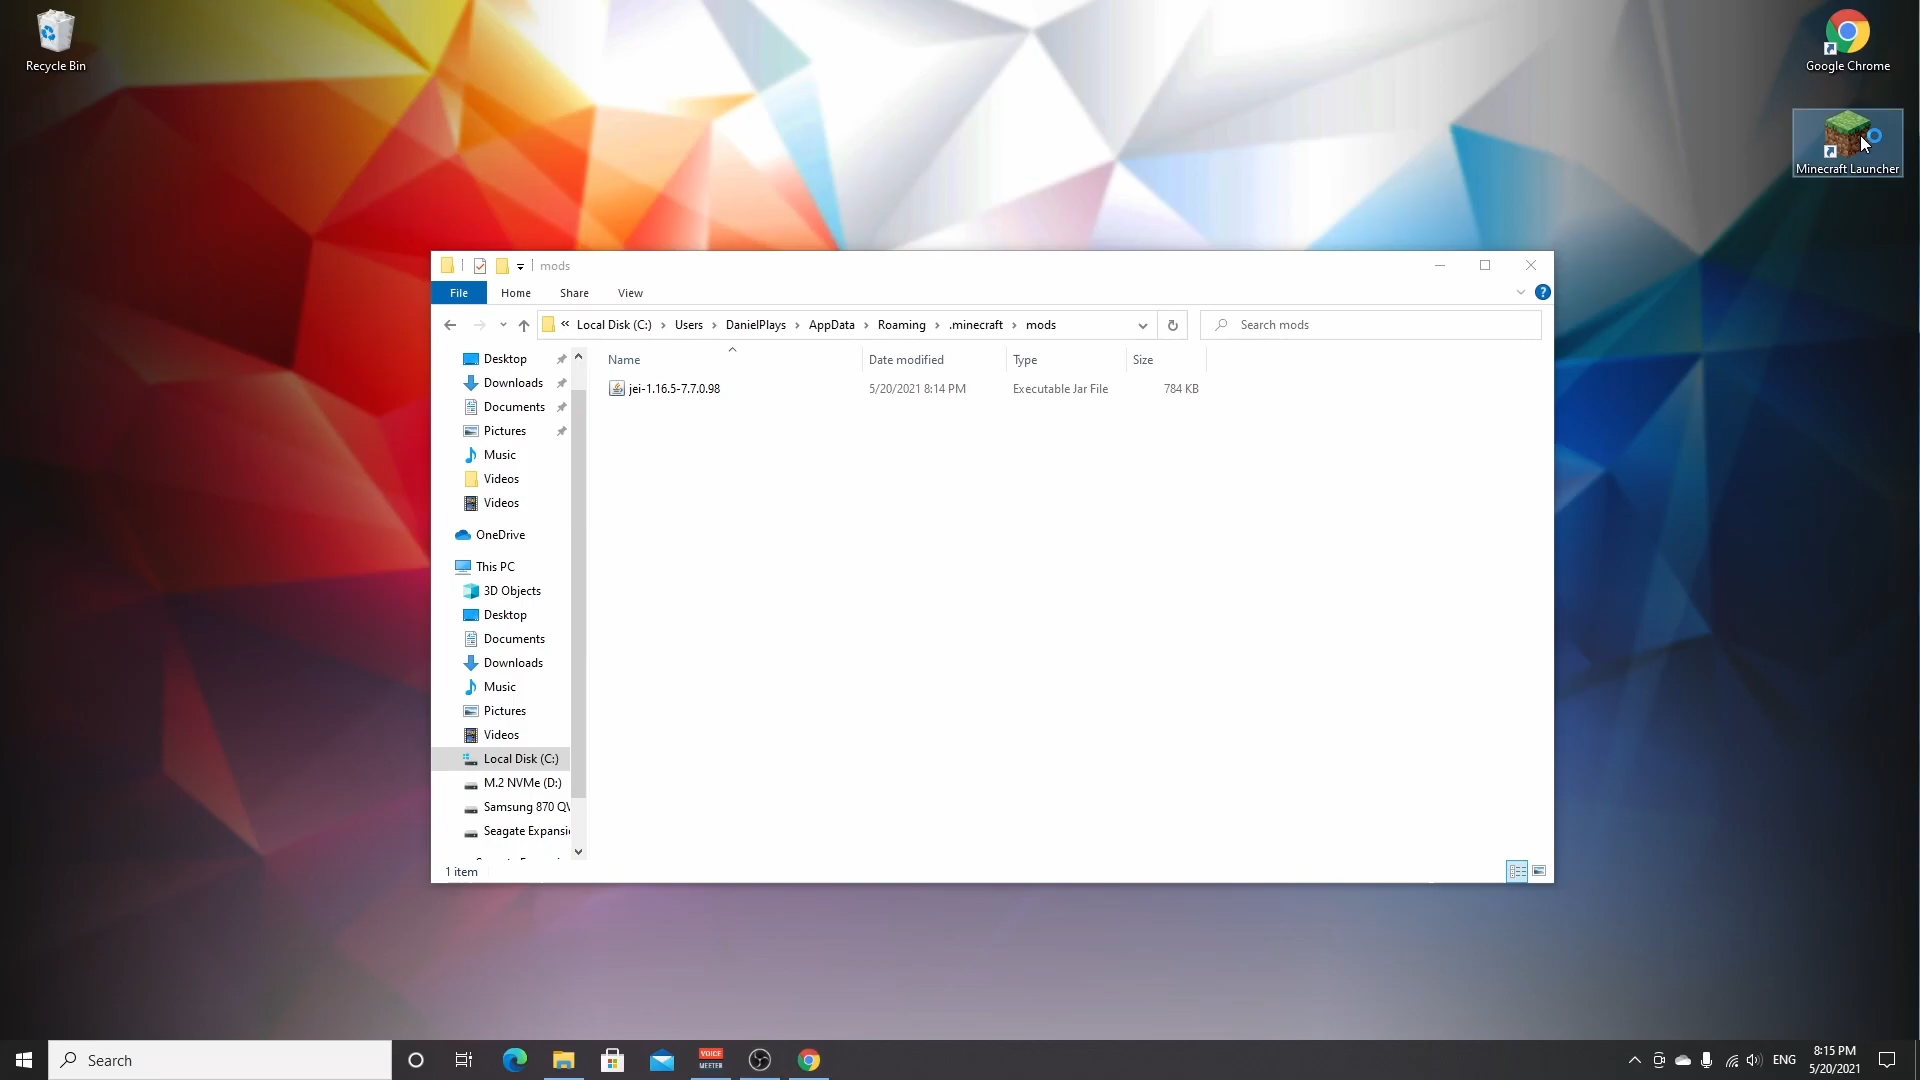 Recycle Bin
Google Chrome
Minecraft Launcher
mods
File Home Share View
« Local Disk (C:) › Users › DanielPlays › AppData › Roaming › .minecraft › mods
Search mods
Name Date modified Type Size
jei-1.16.5-7.7.0.98 5/20/2021 8:14 PM Executable Jar File 784 KB
Desktop
Downloads
Documents
Pictures
Music
Videos
Videos
OneDrive
This PC
3D Objects
Desktop
Documents
Downloads
Music
Pictures
Videos
Local Disk (C:)
M.2 NVMe (D:)
Samsung 870 QV
Seagate Expansi
1 item
Search
VOICE
MEETER
ENG
8:15 PM
5/20/2021